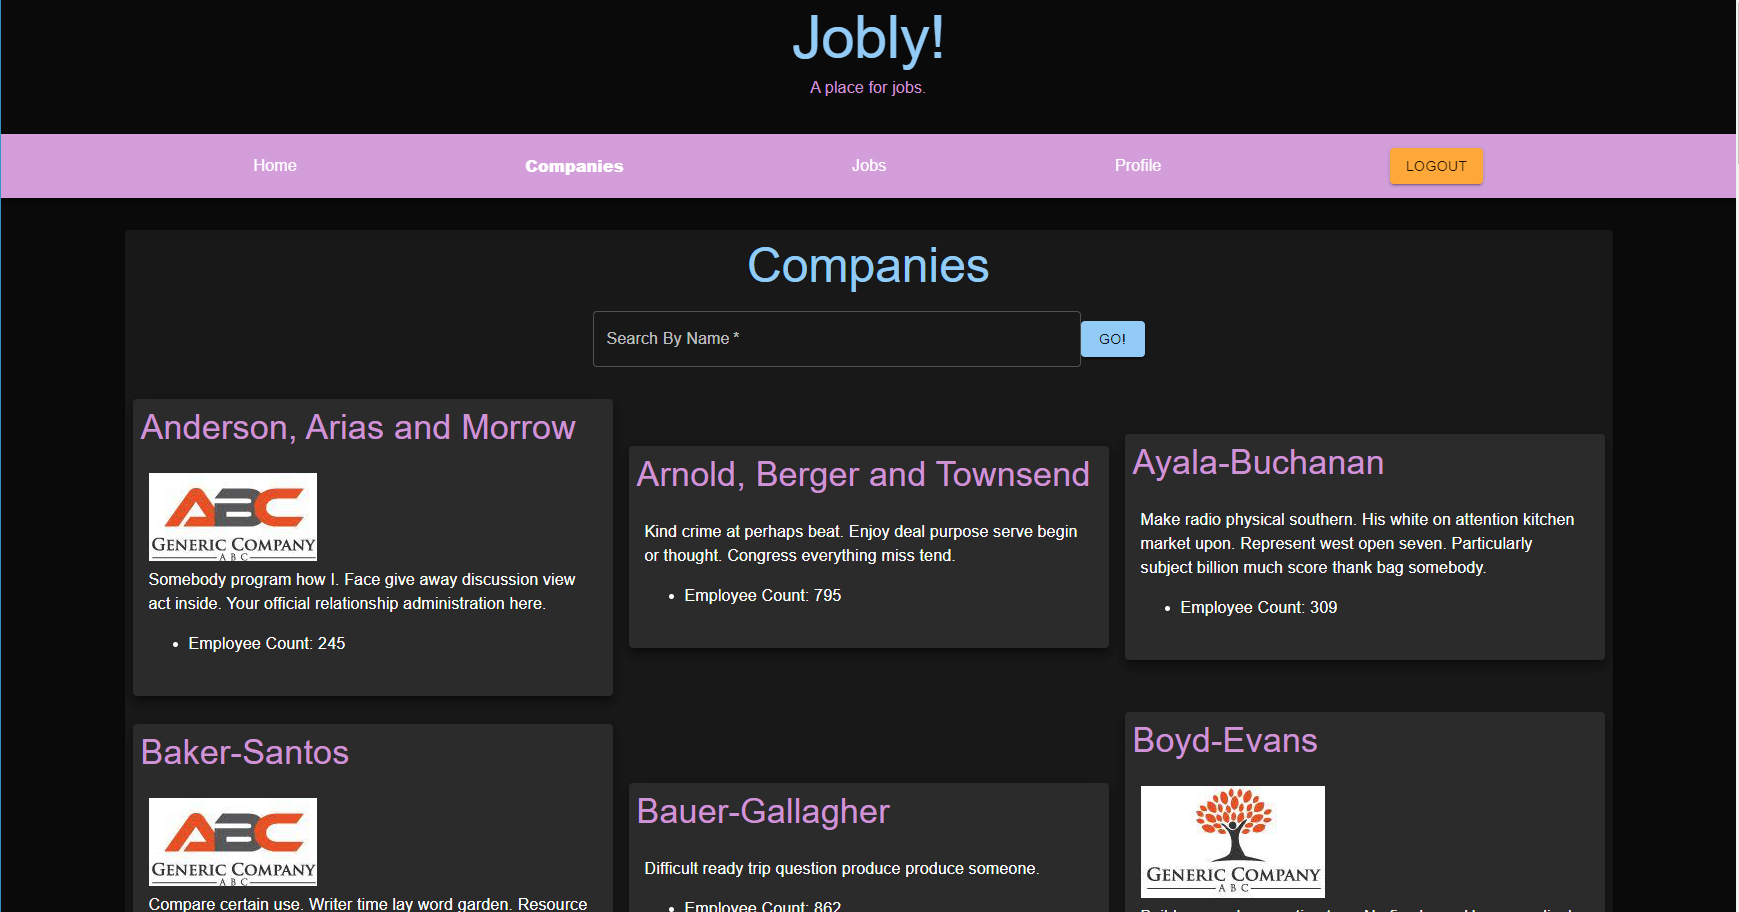 Jobly!
A place for jobs.
Home
Companies
Jobs
Profile
LOGOUT
Companies
Search By Name *
GO!
Anderson, Arias and Morrow
ABC
GENERIC COMPANY
ABC
Somebody program how I. Face give away discussion view
act inside. Your official relationship administration here.
• Employee Count: 245
Arnold, Berger and Townsend
Kind crime at perhaps beat. Enjoy deal purpose serve begin
or thought. Congress everything miss tend.
• Employee Count: 795
Ayala-Buchanan
Make radio physical southern. His white on attention kitchen
market upon. Represent west open seven. Particularly
subject billion much score thank bag somebody.
• Employee Count: 309
Baker-Santos
ABC
GENERIC COMPANY
ABC
Compare certain use. Writer time lay word garden. Resource
Bauer-Gallagher
Difficult ready trip question produce produce someone.
• Employee Count: 862
Boyd-Evans
GENERIC COMPANY
ABC